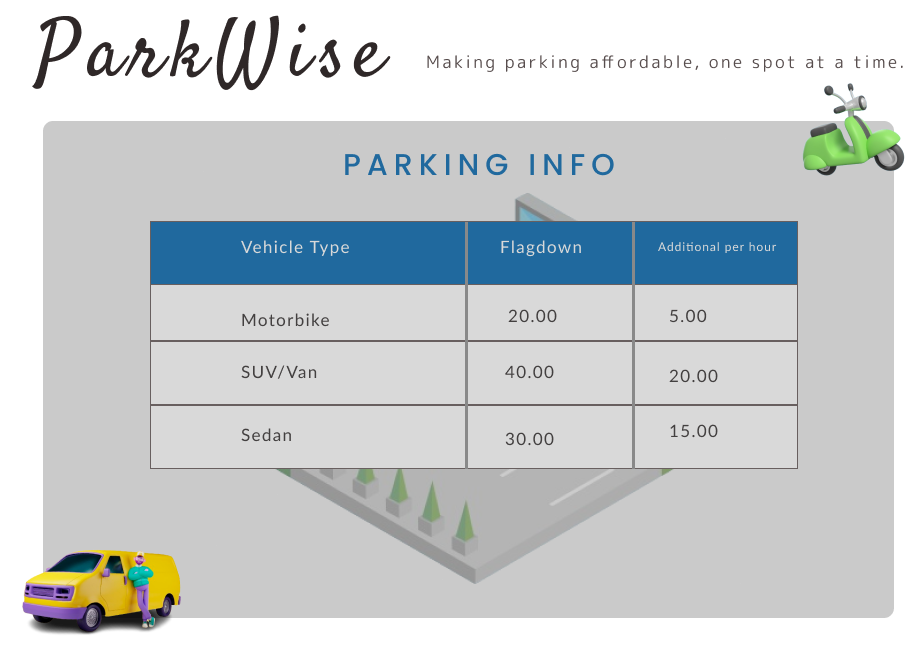 ParkWise
Making parking affordable, one spot at a time.
PARKING INFO
Vehicle Type Flagdown Additional per hour
Motorbike 20.00 5.00
SUV/Van 40.00 20.00
Sedan 30.00 15.00